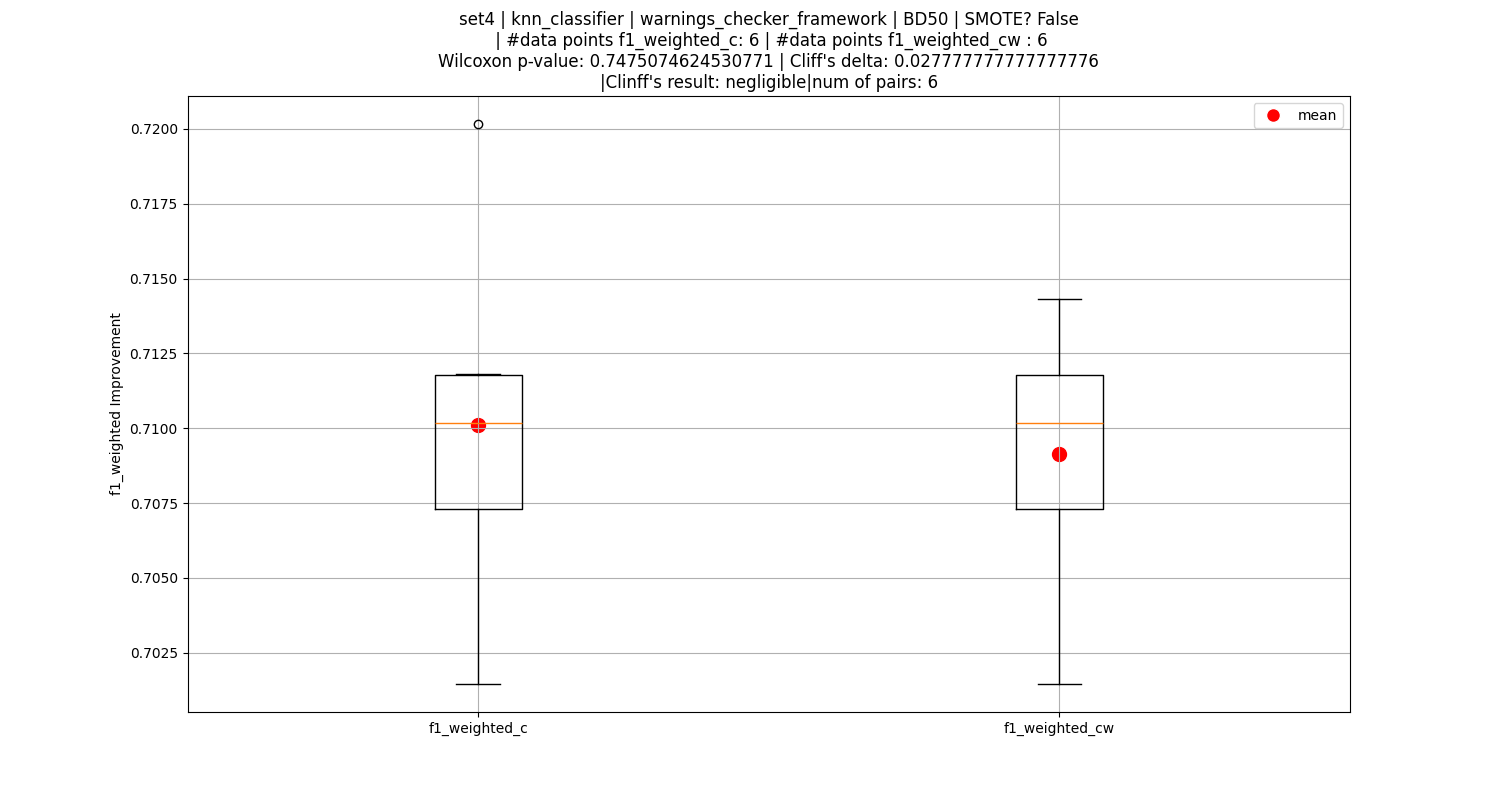 set4 | knn_classifier | warnings_checker_framework | BD50 | SMOTE? False
| #data points f1_weighted_c: 6 | #data points f1_weighted_cw : 6
Wilcoxon p-value: 0.7475074624530771 | Cliff's delta: 0.027777777777777776
|Clinff's result: negligible|num of pairs: 6
mean
0.7200
0.7175
0.7150
0.7125
0.7100
0.7075
0.7050
0.7025
f1_weighted Improvement
f1_weighted_c
f1_weighted_cw